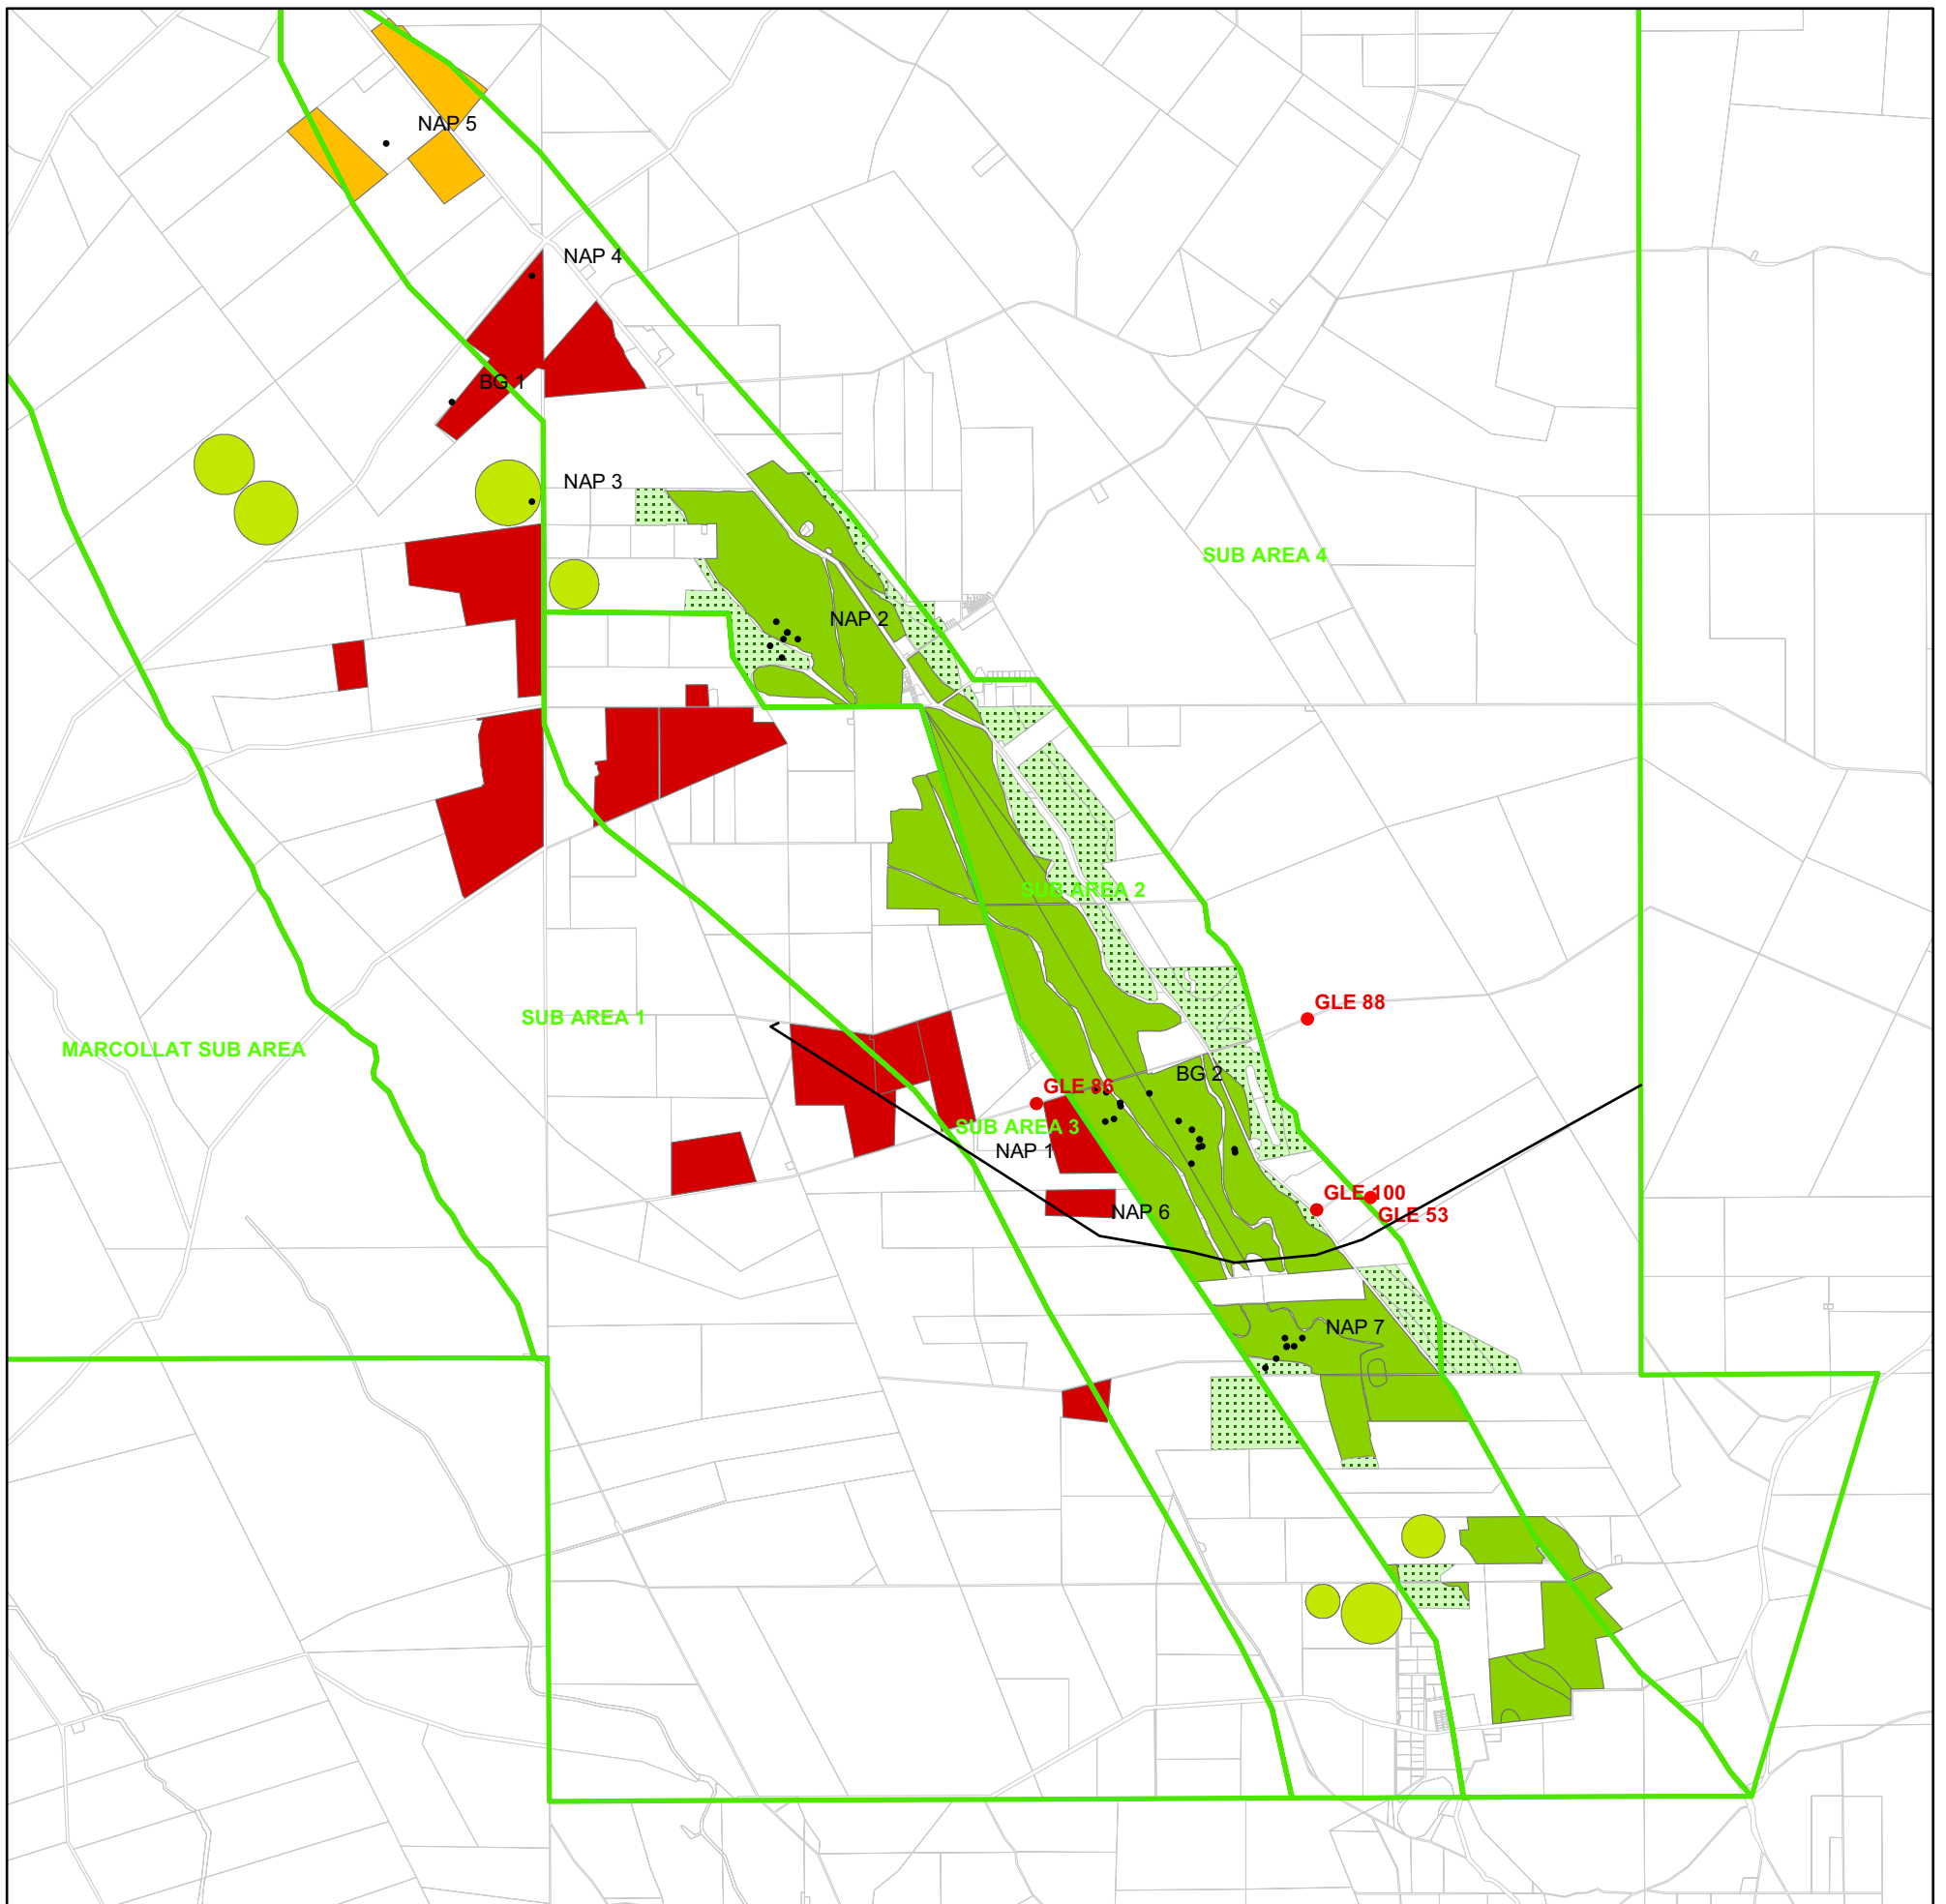 NAP 5
NAP 4
BG 1
NAP 3
SUB AREA 4
NAP 2
SUB AREA 2
GLE 88
SUB AREA 1
MARCOLLAT SUB AREA
BG 2
GLE 86
SUB AREA 3
NAP 1
GLE 100
NAP 6
GLE 53
NAP 7